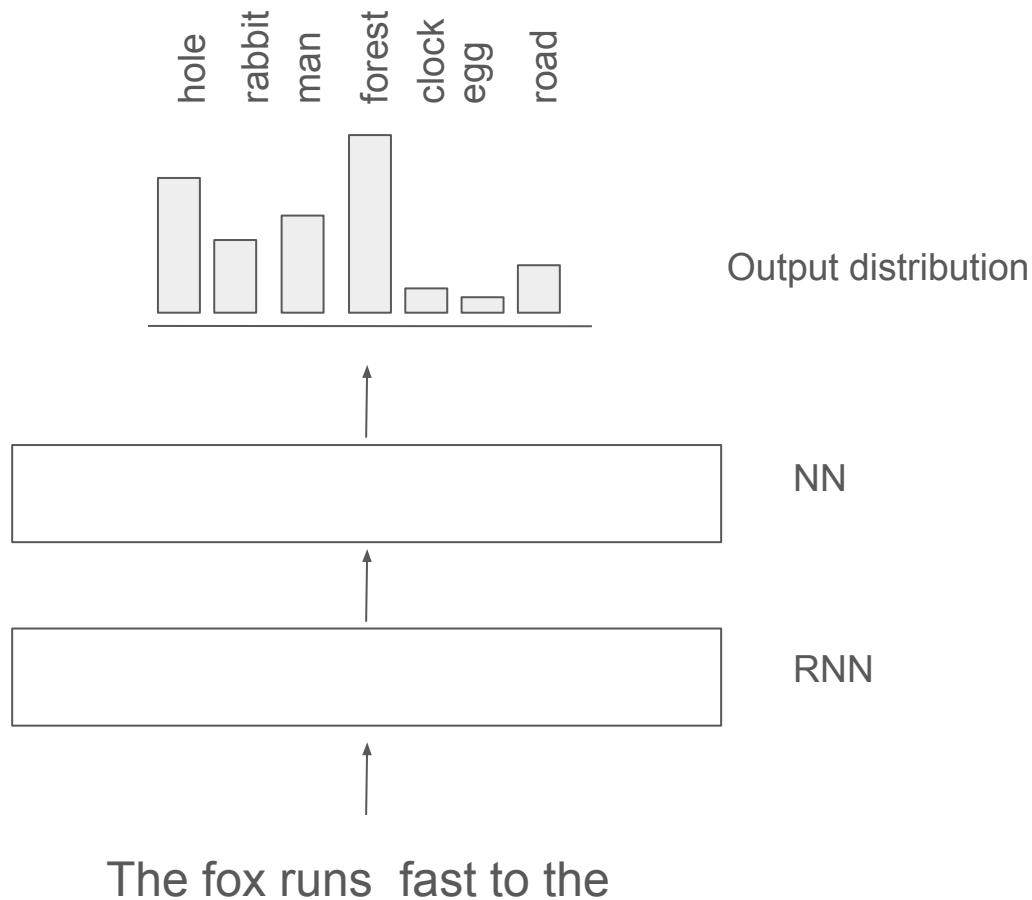 hole
rabbit
man
forest
clock
egg
road
Output distribution
NN
RNN
The fox runs  fast to the